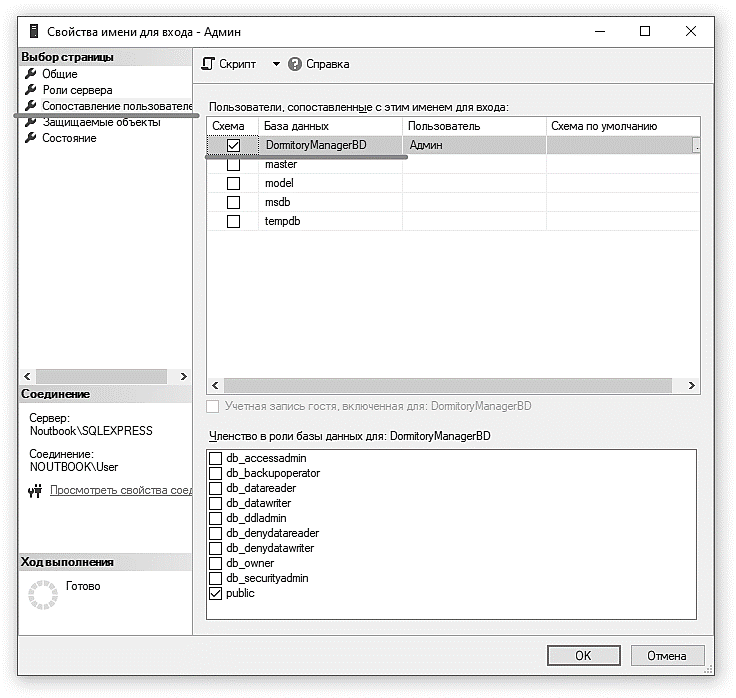 Свойства имени для входа - Админ
Выбор страницы
Общие
Роли сервера
Сопоставление пользователе
Защищаемые объекты
Состояние
Скрипт
Справка
Пользователи, сопоставленные с этим именем для входа:
Схема База данных Пользователь Схема по умолчанию
DormitoryManagerBD Админ
master
model
msdb
tempdb
Учетная запись гостя, включенная для: DormitoryManagerBD
Членство в роли базы данных для: DormitoryManagerBD
db_accessadmin
db_backupoperator
db_datareader
db_datawriter
db_ddladmin
db_denydatareader
db_denydatawriter
db_owner
db_securityadmin
public
Соединение
Сервер:
Noutbook\SQLEXPRESS
Соединение:
NOUTBOOK\User
Просмотреть свойства соед
Ход выполнения
Готово
ОК
Отмена